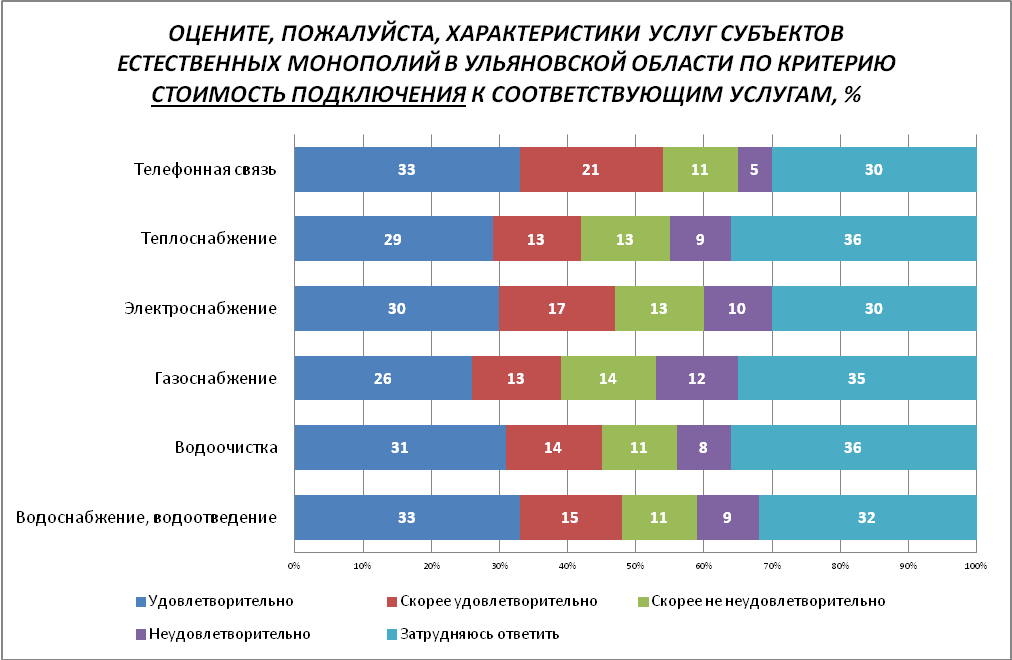 ОЦЕНИТЕ, ПОЖАЛУЙСТА, ХАРАКТЕРИСТИКИ УСЛУГ СУБЪЕКТОВ
ЕСТЕСТВЕННЫХ МОНОПОЛИЙ В УЛЬЯНОВСКОЙ ОБЛАСТИ ПО КРИТЕРИЮ
СТОИМОСТЬ ПОДКЛЮЧЕНИЯ К СООТВЕТСТВУЮЩИМ УСЛУГАМ, %
Телефонная связь 33 21 11 5 30
Теплоснабжение 29 13 13 9 36
Электроснабжение 30 17 13 10 30
Газоснабжение 26 13 14 12 35
Водоочистка 31 14 11 8 36
Водоснабжение, водоотведение 33 15 11 9 32
0% 10% 20% 30% 40% 50% 60% 70% 80% 90% 100%
Удовлетворительно Скорее удовлетворительно Скорее не неудовлетворительно
Неудовлетворительно Затрудняюсь ответить